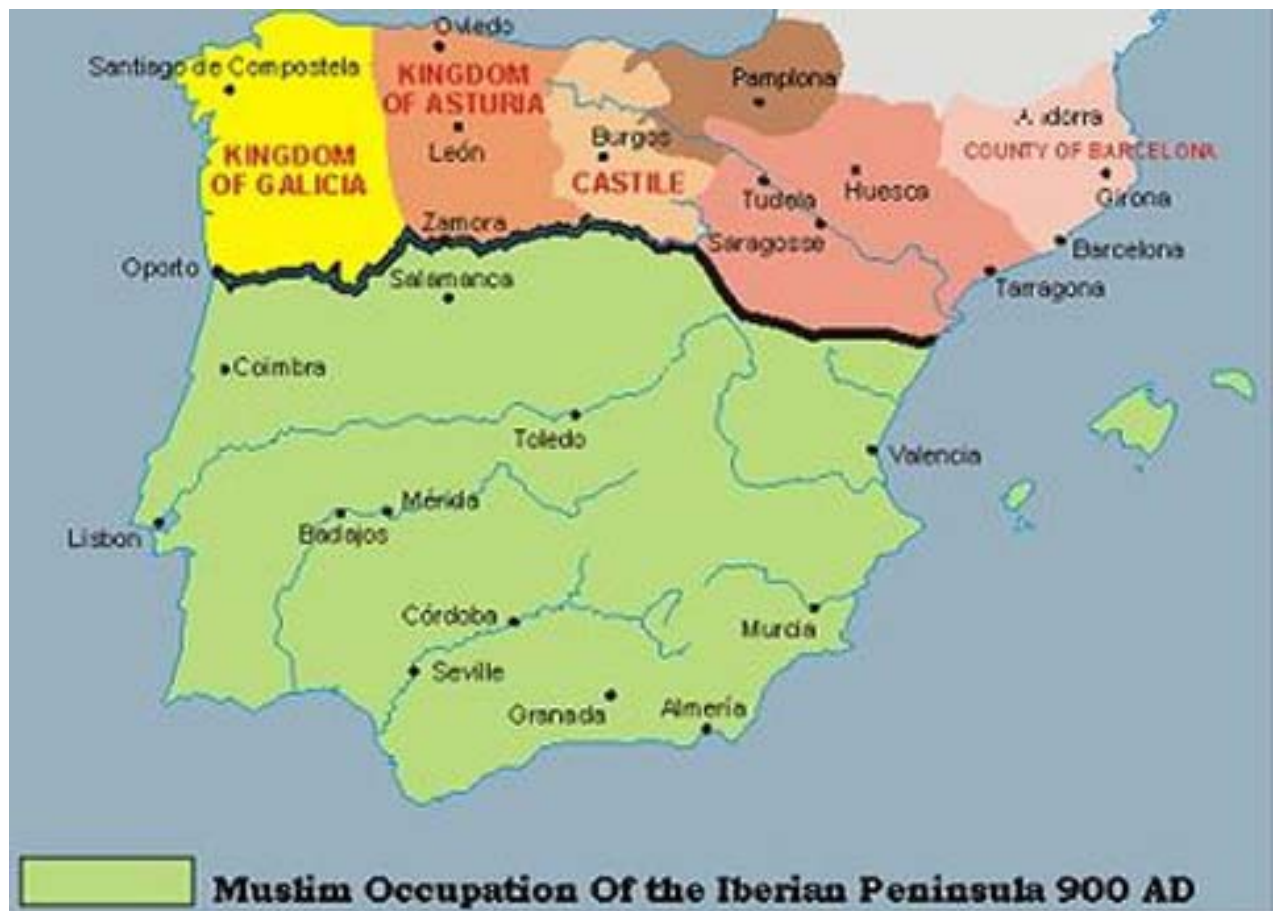 Oviedo
Santiago de Compostela
KINGDOM
OF ASTURIA
Pamplona
Andorra
León
Burgos
COUNTY OF BARCELONA
KINGDOM
OF GALICIA
CASTILE
Tudela
Huesca
Girona
Zamora
Saragosse
Barcelona
Oporto
Salamanca
Tarragona
Coimbra
Toledo
Valencia
Mérida
Badajos
Lisbon
Córdoba
Murcia
Seville
Granada
Almería
Muslim Occupation Of the Iberian Peninsula 900 AD